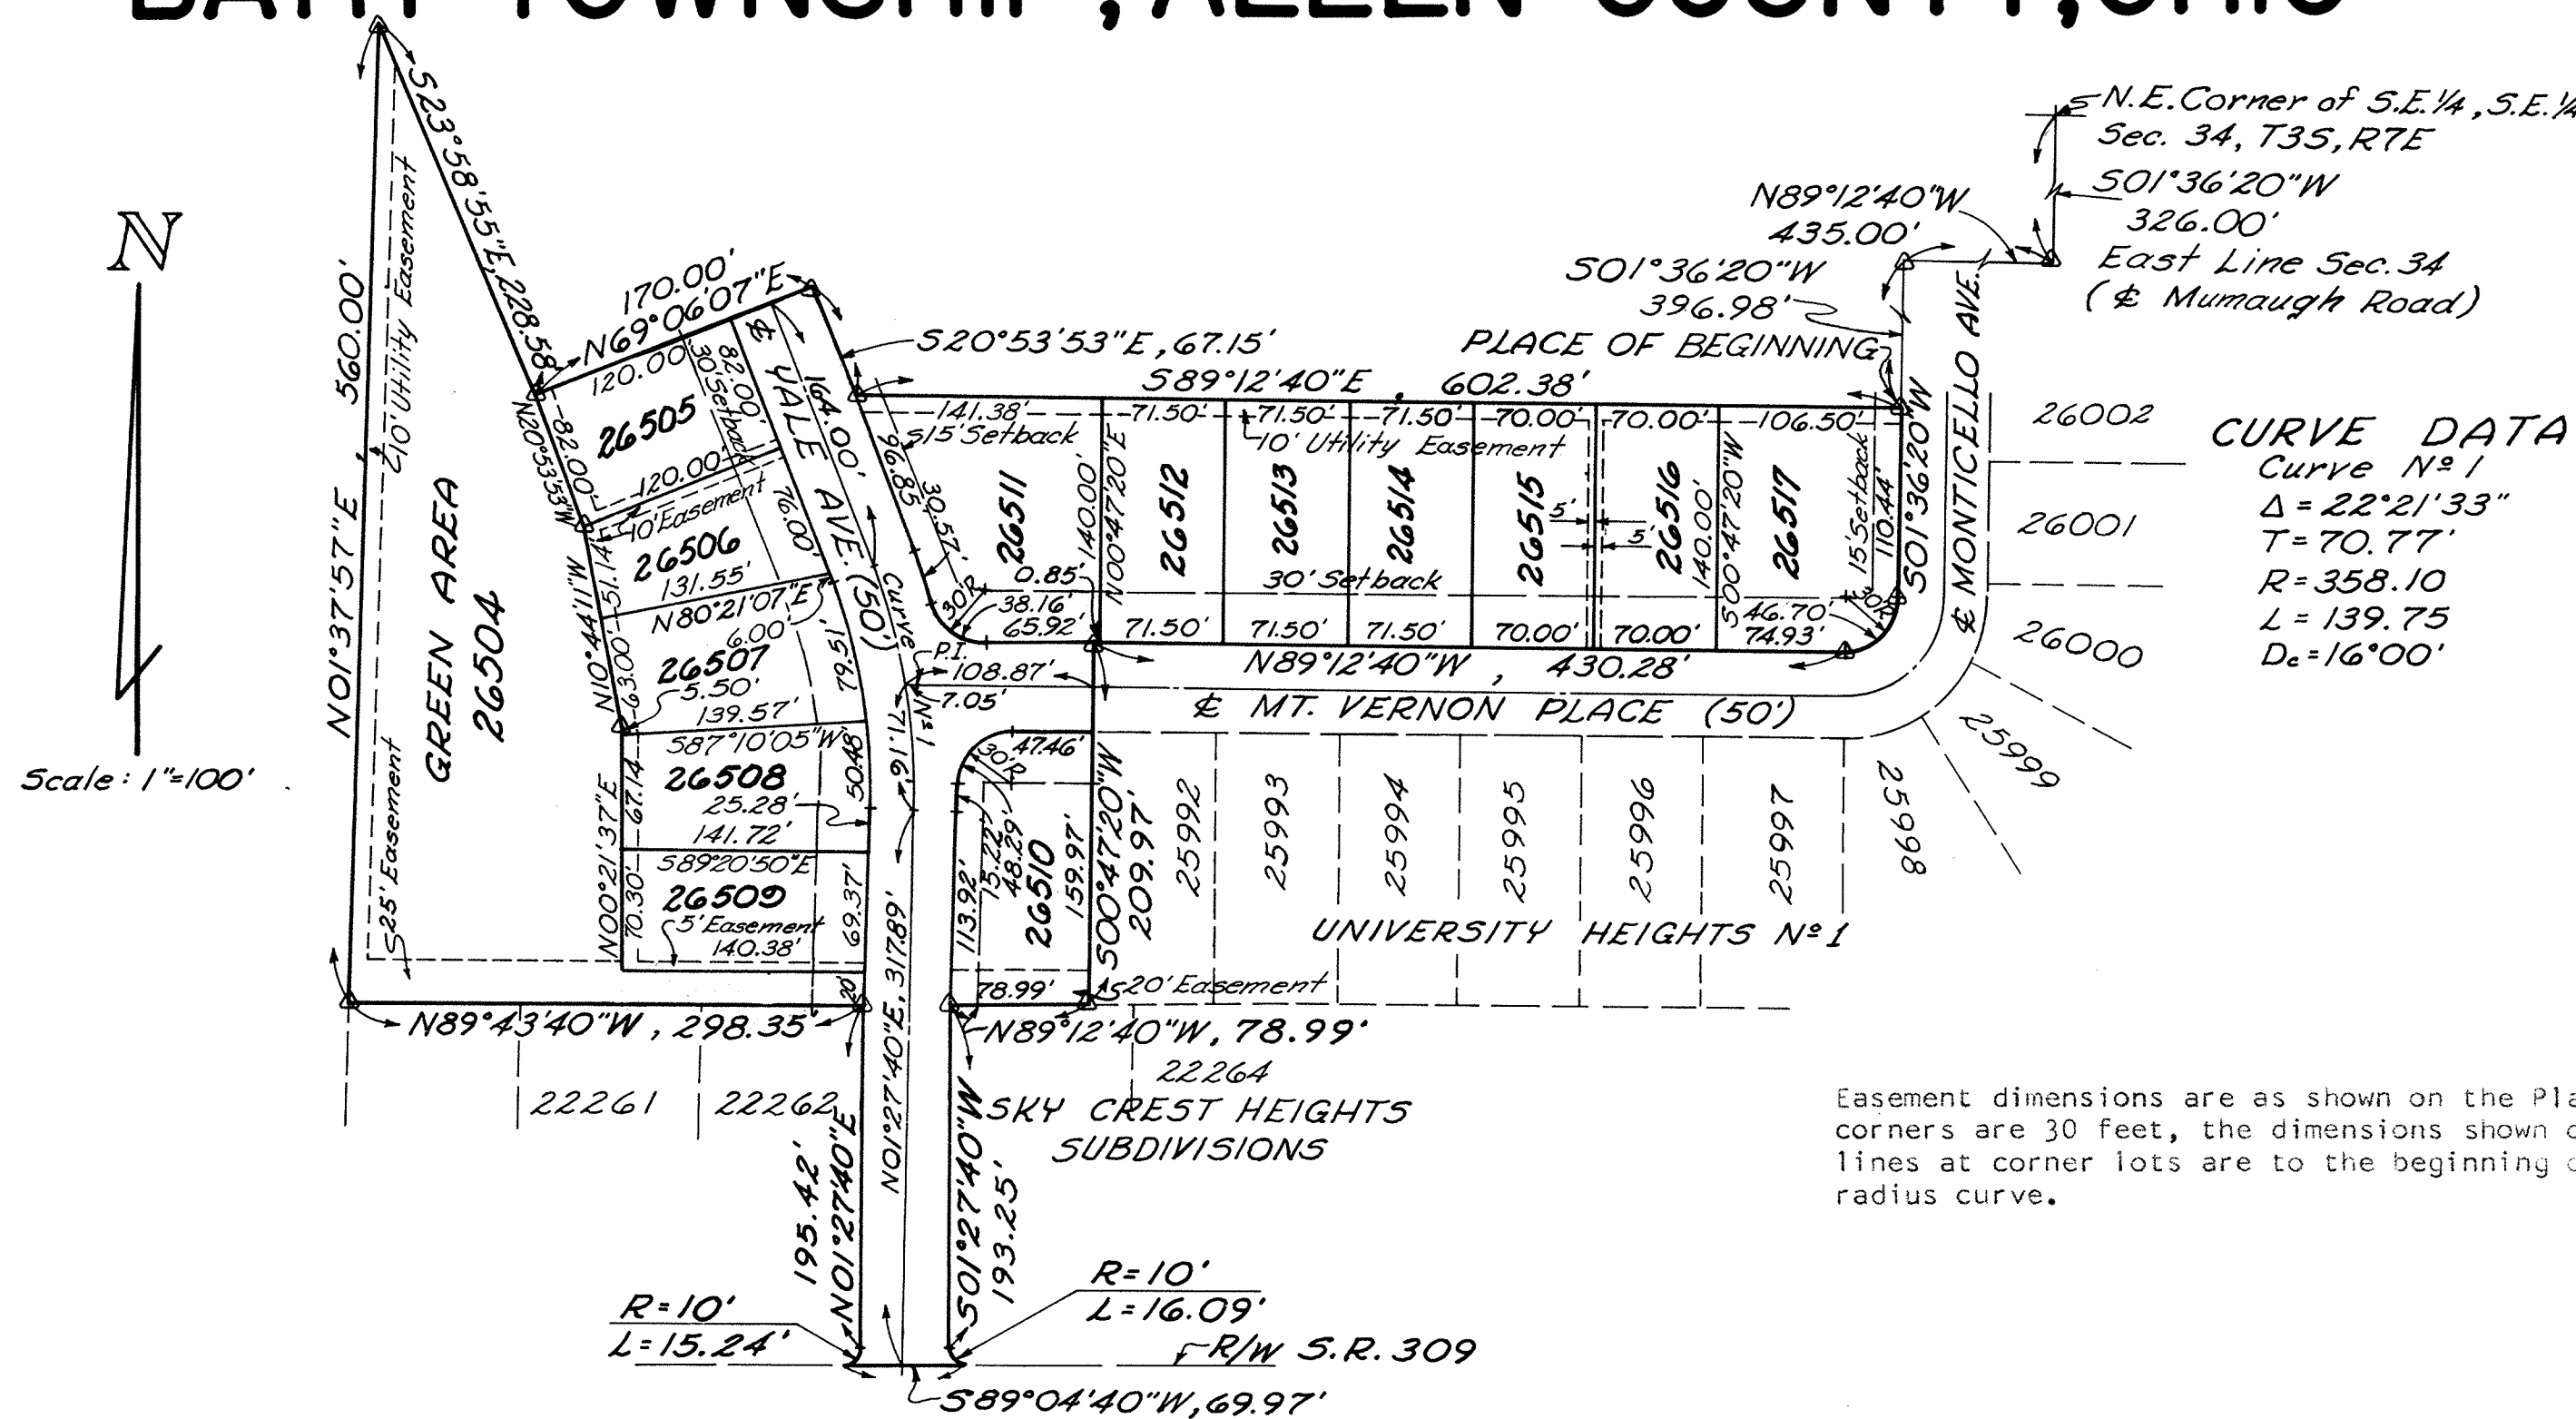 BATH TOWNSHIP, ALLEN COUNTY, OHIO
N
Scale: 1"=100'
N01°37'57"E, 560.00'
10' Utility Easement
S23°58'55"E, 228.58'
GREEN AREA
26504
25' Easement
170.00'
N69°06'07"E
120.00'
26505
30' Setback
82.00'
82.00'
N20°53'53"W
120.00'
10' Easement
26506
131.55'
76.00'
51.14'
N10°44'11"W
N80°21'07"E
6.00'
63.00'
26507
5.50'
139.57'
79.51'
S87°10'05"W
26508
25.28'
141.72'
50.48'
67.14'
N00°21'37"E
S89°20'50"E
26509
5' Easement
140.38'
70.30'
69.37'
20'
N89°43'40"W, 298.35'
22261
22262
℄ YALE AVE. (50')
164.00'
S20°53'53"E, 67.15'
96.85'
30.57'
Curve
Nº1
P.I.
108.87'
7.05'
71.16'
S89°12'40"E, 602.38'
141.38'
71.50'
71.50'
71.50'
70.00'
70.00'
106.50'
15' Setback
10' Utility Easement
26511
140.00'
N00°47'20"E
26512
26513
26514
26515
5'
5'
26516
140.00'
S00°47'20"W
26517
15' Setback
110.44'
S01°36'20"W
30' Setback
0.85'
30'R
38.16'
65.92'
71.50'
71.50'
71.50'
70.00'
70.00'
46.70'
74.93'
30'R
N89°12'40"W, 430.28'
℄ MT. VERNON PLACE (50')
30'R
47.46'
113.92'
15.22'
48.29'
26510
159.97'
S00°47'20"W
209.97'
78.99'
20' Easement
N89°12'40"W, 78.99'
22264
SKY CREST HEIGHTS
SUBDIVISIONS
25992
25993
25994
25995
25996
25997
25998
25999
26000
26001
26002
UNIVERSITY HEIGHTS Nº1
PLACE OF BEGINNING
S01°36'20"W
396.98'
N89°12'40"W
435.00'
℄ MONTICELLO AVE.
N.E. Corner of S.E.¼, S.E.¼
Sec. 34, T3S, R7E
S01°36'20"W
326.00'
East Line Sec. 34
(℄ Mumaugh Road)
CURVE DATA
Curve Nº1
Δ=22°21'33"
T=70.77'
R=358.10
L=139.75
Dc=16°00'
N01°27'40"E, 317.89'
195.42'
N01°27'40"E
S01°27'40"W
193.25'
R=10'
L=15.24'
R=10'
L=16.09'
R/W S.R. 309
S89°04'40"W, 69.97'
Easement dimensions are as shown on the
corners are 30 feet, the dimensions shown
lines at corner lots are to the beginning
radius curve.